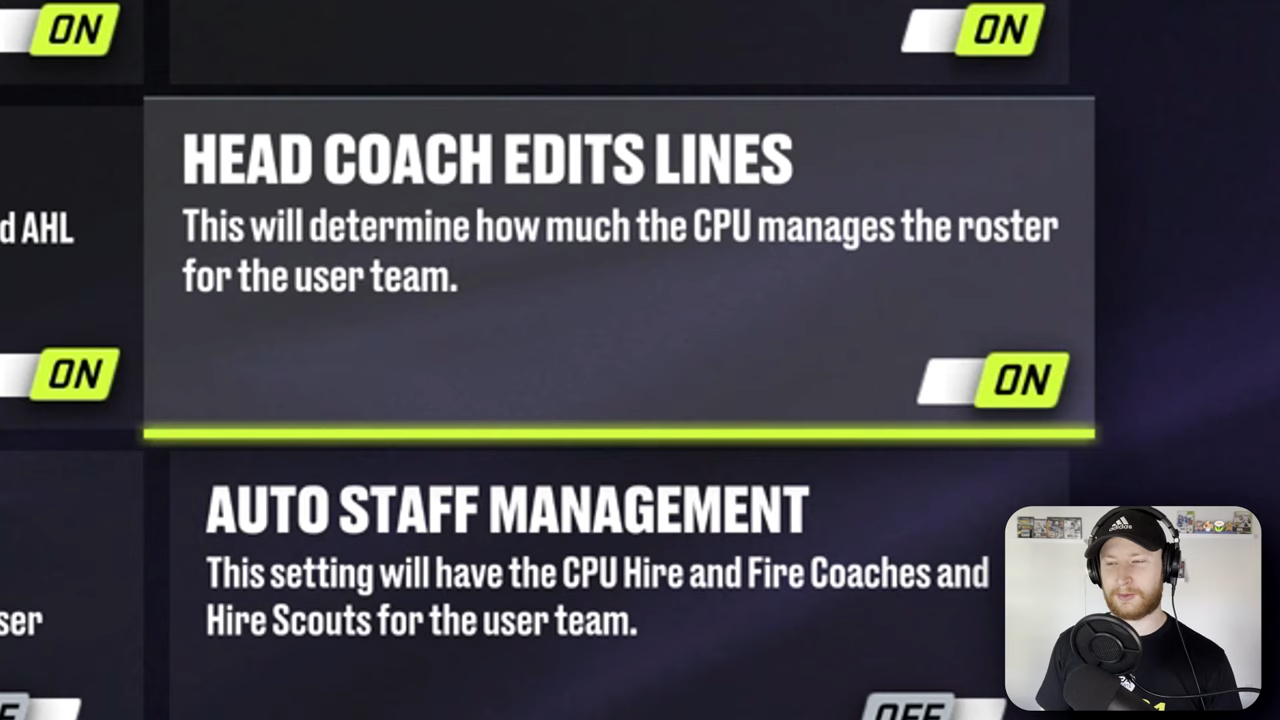 ON
ON
HEAD COACH EDITS LINES
This will determine how much the CPU manages the roster
for the user team.
d AHL
ON
ON
AUTO STAFF MANAGEMENT
This setting will have the CPU Hire and Fire Coaches and
Hire Scouts for the user team.
ser
OFF
adidas